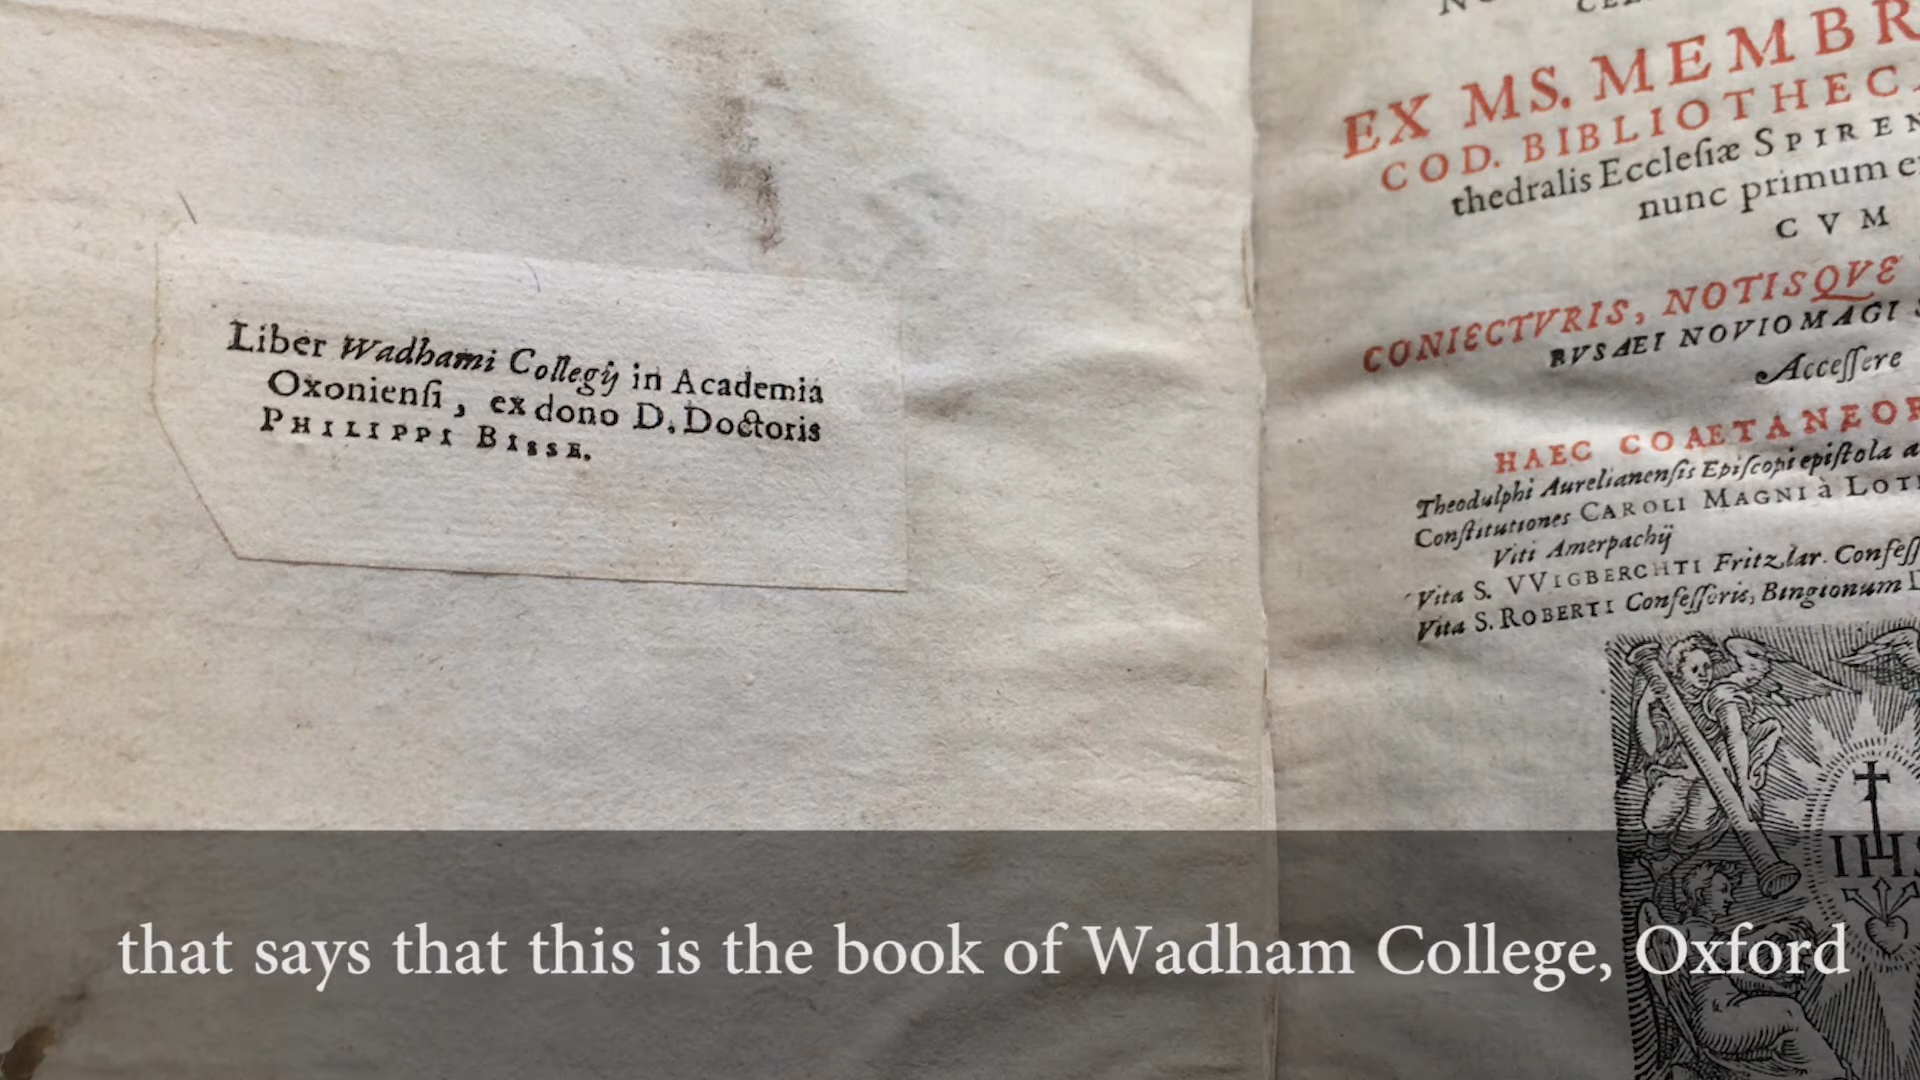 Liber Wadhami Collegij in Academia
Oxoniensi, ex dono D. Doctoris
PHILIPPI BISSE.
EX MS. MEMBR
COD. BIBLIOTHECA
thedralis Ecclesiæ SPIREN
nunc primum e
CVM
CONIECTVRIS, NOTISQVE
BVSAEI NOVIOMAGI S
Accessere
HAEC COAETANEOR
Theodulphi Aurelianensis Episcopi epistola a
Constitutiones CAROLI MAGNI à LOT
Viti Amerpachij
Vita S. VVIGBERCHTI Fritzlar. Confess
Vita S. ROBERTI Confessoris, Bingionum D
IHS
that says that this is the book of Wadham College, Oxford